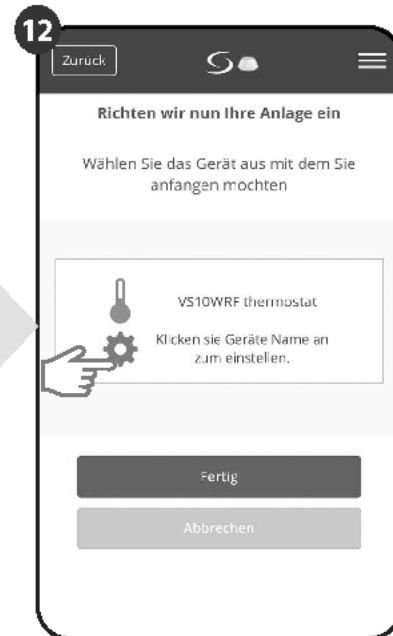 12
Zurück
Richten wir nun Ihre Anlage ein
Wählen Sie das Gerät aus mit dem Sie
anfangen mochten
VS10WRF thermostat
Klicken sie Geräte Name an
zum einstellen.
Fertig
Abbrechen